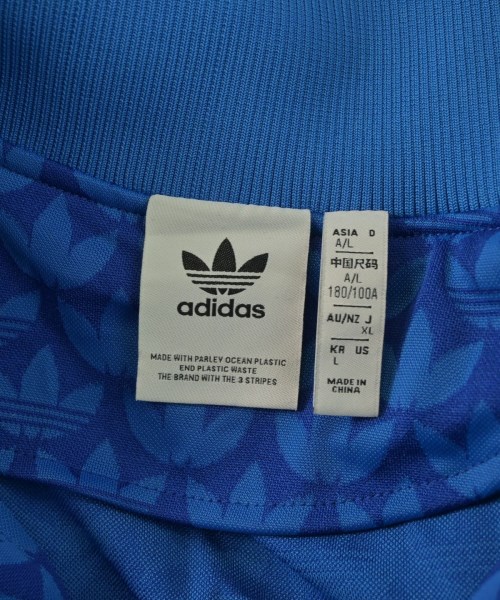 adidas
MADE WITH PARLEY OCEAN PLASTIC
END PLASTIC WASTE
THE BRAND WITH THE 3 STRIPES
ASIA D
A/L
中国尺码
A/L
180/100A
AU/NZ J
XL
KR US
L
MADE IN
CHINA